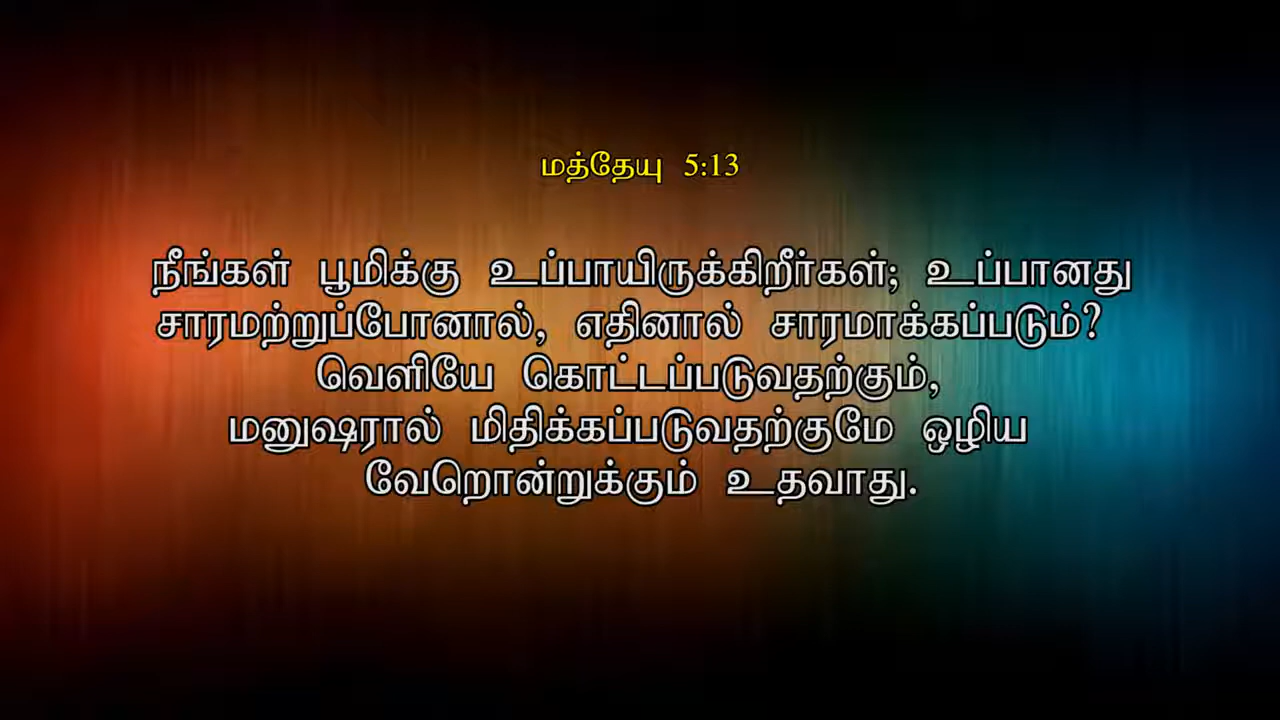 மத்தேயு 5:13
நீங்கள் பூமிக்கு உப்பாயிருக்கிறீர்கள்; உப்பானது
சாரமற்றுப்போனால், எதினால் சாரமாக்கப்படும்?
வெளியே கொட்டப்படுவதற்கும்,
மனுஷரால் மிதிக்கப்படுவதற்குமே ஒழிய
வேறொன்றுக்கும் உதவாது.